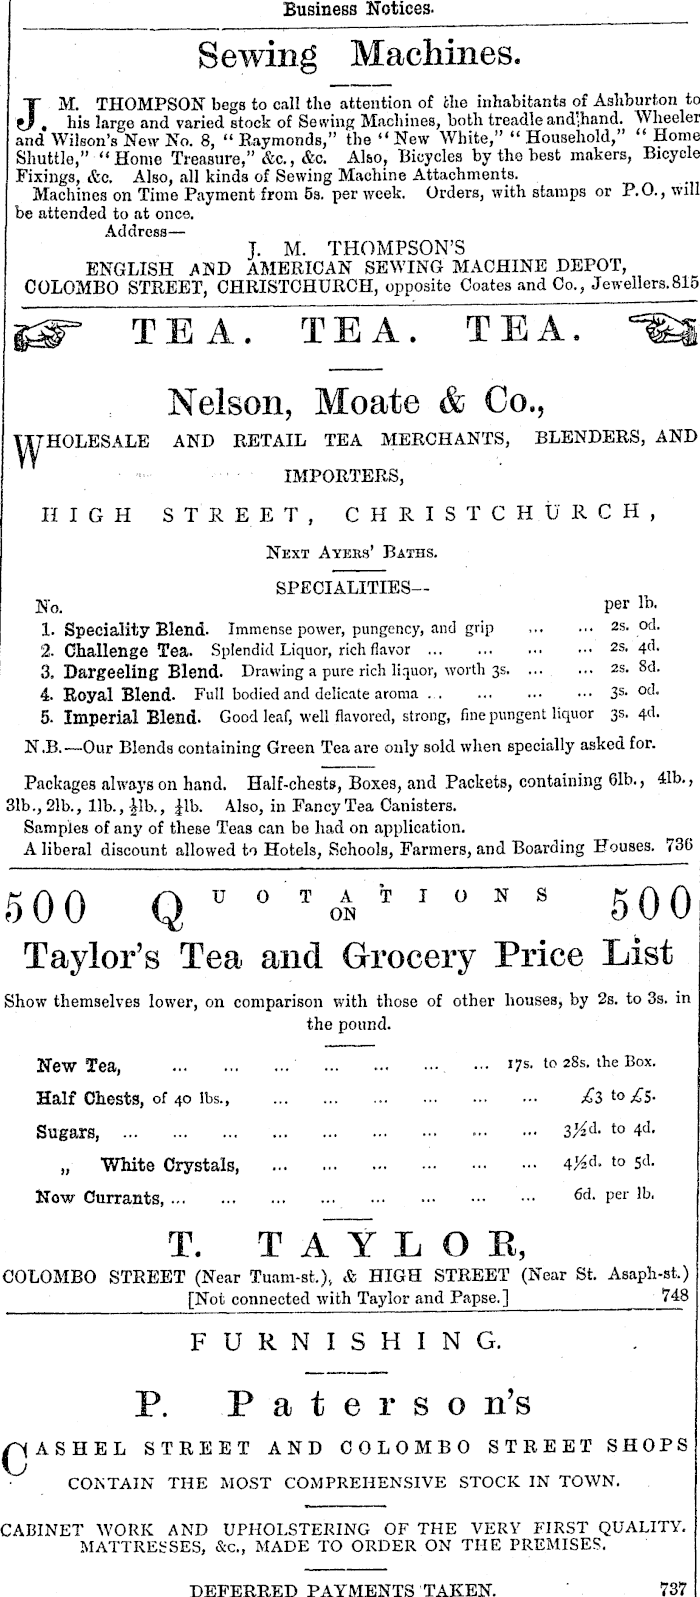 Business Notices.
Sewing Machines.
J. M. THOMPSON begs to call the attention of the inhabitants of Ashburton to
his large and varied stock of Sewing Machines, both treadle and hand. Wheeler
and Wilson's New No. 8, "Raymonds," the "New White," "Household," "Home
Shuttle," "Home Treasure," &c., &c. Also, Bicycles by the best makers, Bicycle
Fixings, &c. Also, all kinds of Sewing Machine Attachments.
Machines on Time Payment from 5s. per week. Orders, with stamps or P.O., will
be attended to at once.
Address—
J. M. THOMPSON'S
ENGLISH AND AMERICAN SEWING MACHINE DEPOT,
COLOMBO STREET, CHRISTCHURCH, opposite Coates and Co., Jewellers. 815
TEA. TEA. TEA.
Nelson, Moate & Co.,
WHOLESALE AND RETAIL TEA MERCHANTS, BLENDERS, AND
IMPORTERS,
HIGH STREET, CHRISTCHURCH,
NEXT AYERS' BATHS.
SPECIALITIES--
No. per lb.
1. Speciality Blend. Immense power, pungency, and grip ... ... 2s. 0d.
2. Challenge Tea. Splendid Liquor, rich flavor ... ... ... ... 2s. 4d.
3. Dargeeling Blend. Drawing a pure rich liquor, worth 3s. ... ... 2s. 8d.
4. Royal Blend. Full bodied and delicate aroma ... ... ... ... 3s. 0d.
5. Imperial Blend. Good leaf, well flavored, strong, fine pungent liquor 3s. 4d.
N.B.—Our Blends containing Green Tea are only sold when specially asked for.
Packages always on hand. Half-chests, Boxes, and Packets, containing 6lb., 4lb.,
3lb., 2lb., 1lb., ½lb., ¼lb. Also, in Fancy Tea Canisters.
Samples of any of these Teas can be had on application.
A liberal discount allowed to Hotels, Schools, Farmers, and Boarding Houses. 736
500 QUOTATIONS 500
ON
Taylor's Tea and Grocery Price List
Show themselves lower, on comparison with those of other houses, by 2s. to 3s. in
the pound.
New Tea, ... ... ... ... ... ... ... 17s. to 28s. the Box.
Half Chests, of 40 lbs., ... ... ... ... ... ... £3 to £5.
Sugars, ... ... ... ... ... ... ... ... ... 3½d. to 4d.
„ White Crystals, ... ... ... ... ... ... 4½d. to 5d.
Now Currants, ... ... ... ... ... ... ... ... 6d. per lb.
T. TAYLOR,
COLOMBO STREET (Near Tuam-st.), & HIGH STREET (Near St. Asaph-st.)
[Not connected with Taylor and Papse.] 748
FURNISHING.
P. Paterson's
CASHEL STREET AND COLOMBO STREET SHOPS
CONTAIN THE MOST COMPREHENSIVE STOCK IN TOWN.
CABINET WORK AND UPHOLSTERING OF THE VERY FIRST QUALITY.
MATTRESSES, &c., MADE TO ORDER ON THE PREMISES.
DEFERRED PAYMENTS TAKEN. 737